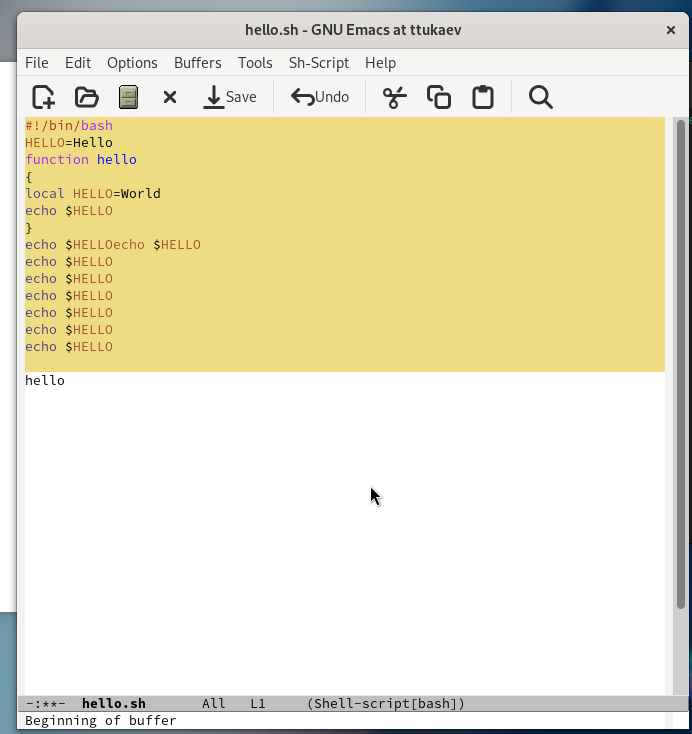 hello.sh - GNU Emacs at ttukaev
File Edit Options Buffers Tools Sh-Script Help
Save Undo
#!/bin/bash
HELLO=Hello
function hello
{
local HELLO=World
echo $HELLO
}
echo $HELLOecho $HELLO
echo $HELLO
echo $HELLO
echo $HELLO
echo $HELLO
echo $HELLO
echo $HELLO
hello
-:**- hello.sh All L1 (Shell-script[bash])
Beginning of buffer